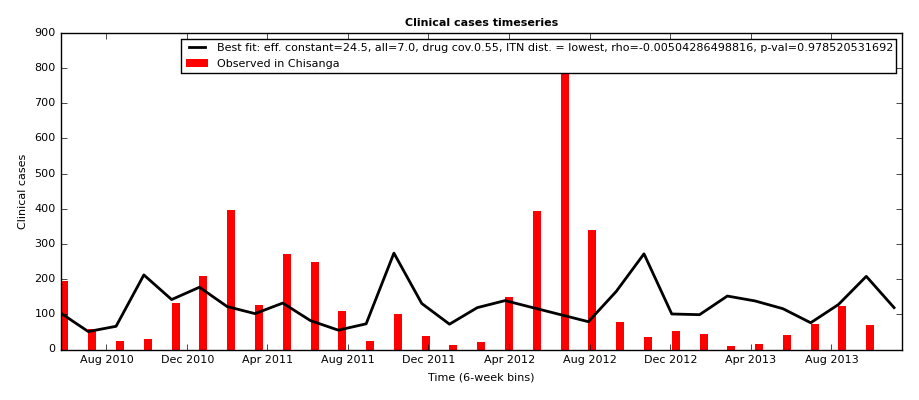 Clinical cases timeseries
Best fit: eff. constant=24.5, all=7.0, drug cov.0.55, ITN dist. = lowest, rho=-0.00504286498816, p-val=0.978520531692
Observed in Chisanga
Clinical cases
900
800
700
600
500
400
300
200
100
0
Aug 2010 Dec 2010 Apr 2011 Aug 2011 Dec 2011 Apr 2012 Aug 2012 Dec 2012 Apr 2013 Aug 2013
Time (6-week bins)